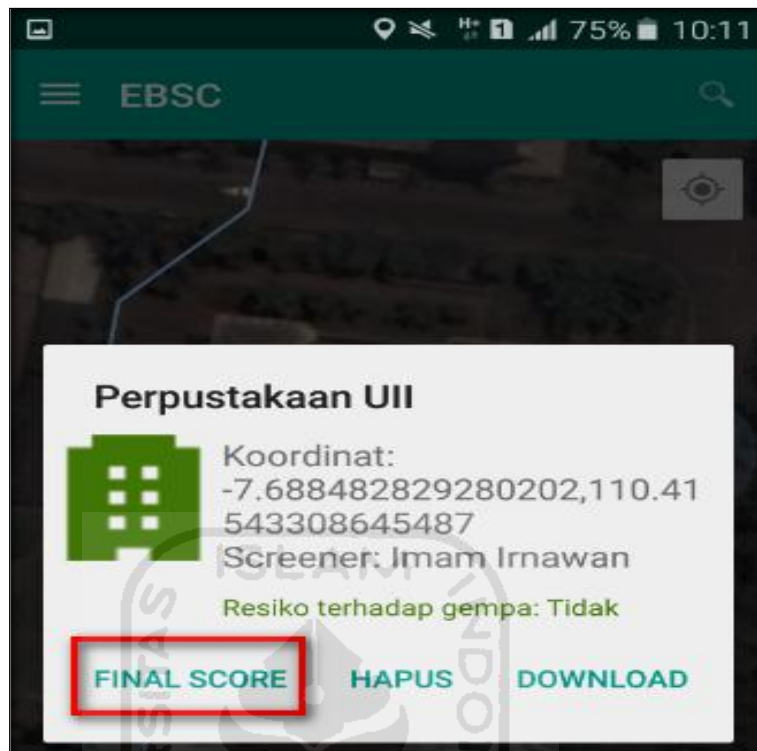 75% 10:11
EBSC
Perpustakaan UII
Koordinat:
-7.688482829280202,110.41
543308645487
Screener: Imam Irnawan
Resiko terhadap gempa: Tidak
FINAL SCORE HAPUS DOWNLOAD